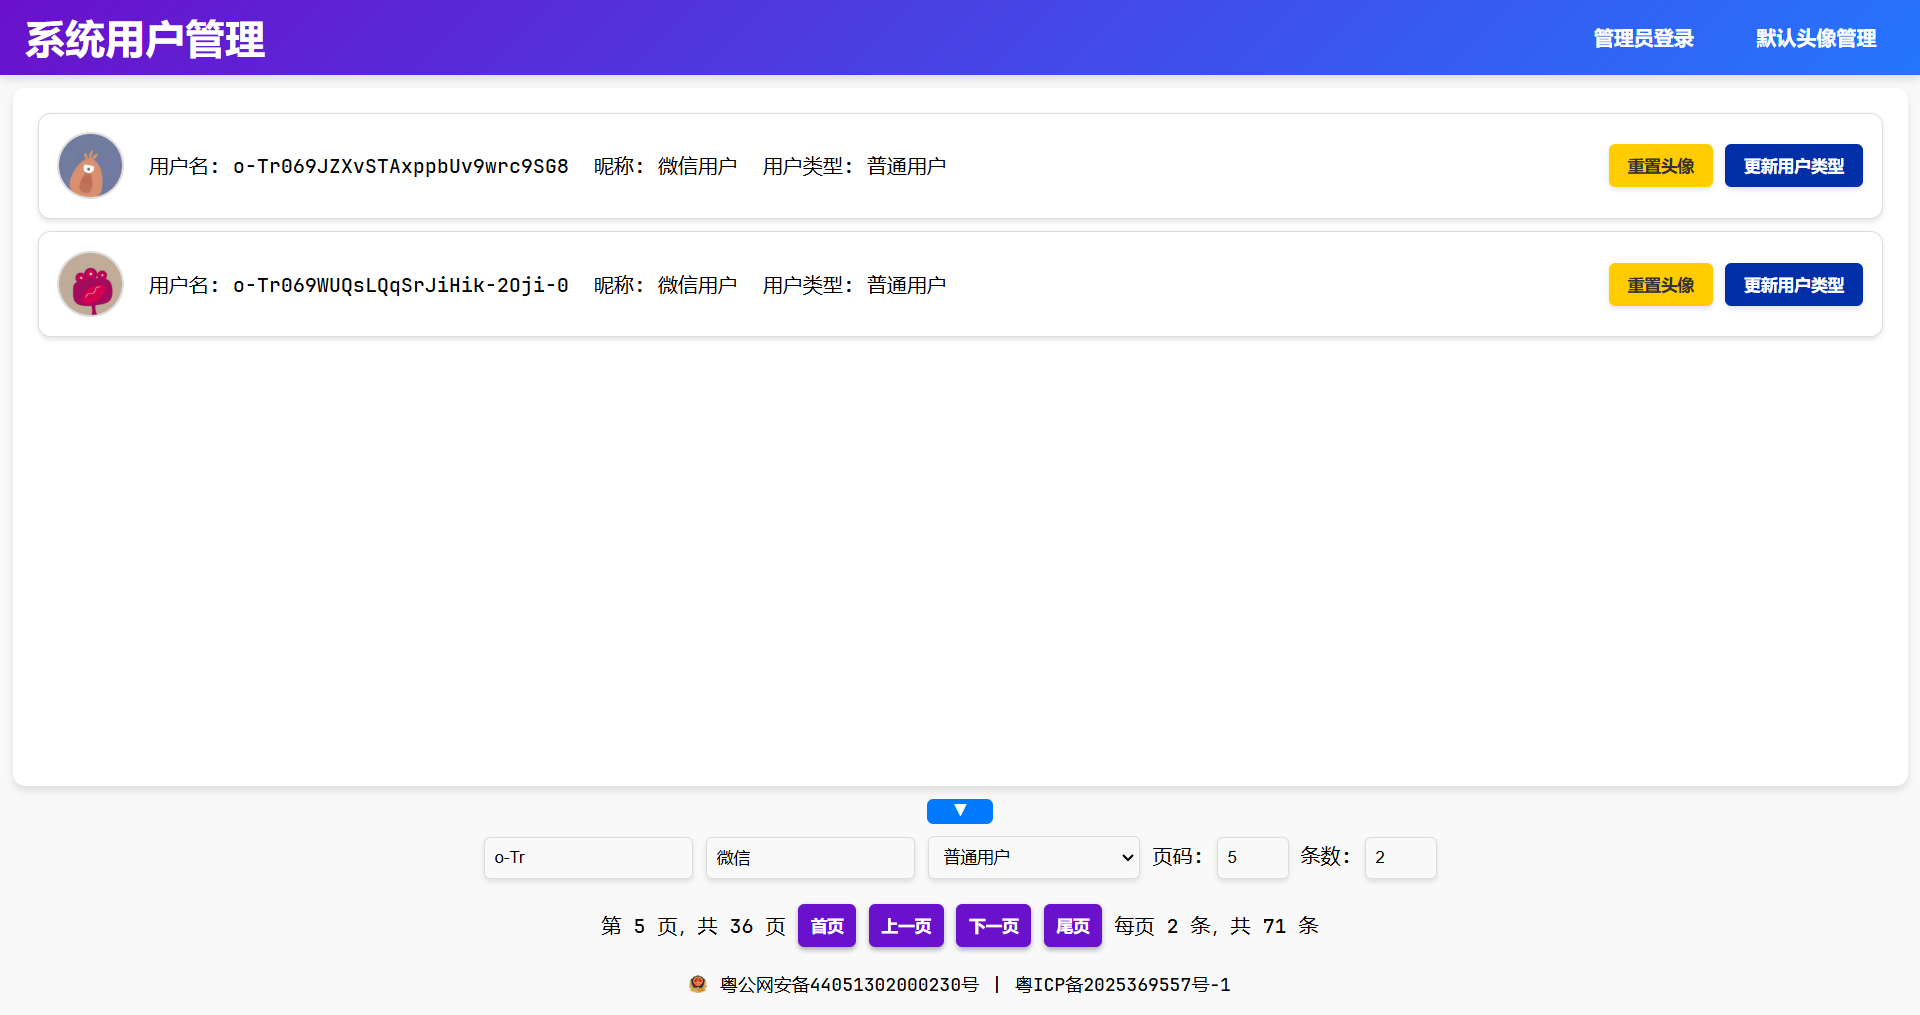 系统用户管理 管理员登录 默认头像管理
用户名: o-Tr069JZXvSTAxppbUv9wrc9SG8 昵称: 微信用户 用户类型: 普通用户 重置头像 更新用户类型
用户名: o-Tr069WUQsLQqSrJiHik-2Oji-0 昵称: 微信用户 用户类型: 普通用户 重置头像 更新用户类型
▼
o-Tr 微信 普通用户 页码: 5 条数: 2
第 5 页, 共 36 页 首页 上一页 下一页 尾页 每页 2 条, 共 71 条
粤公网安备44051302000230号 | 粤ICP备2025369557号-1